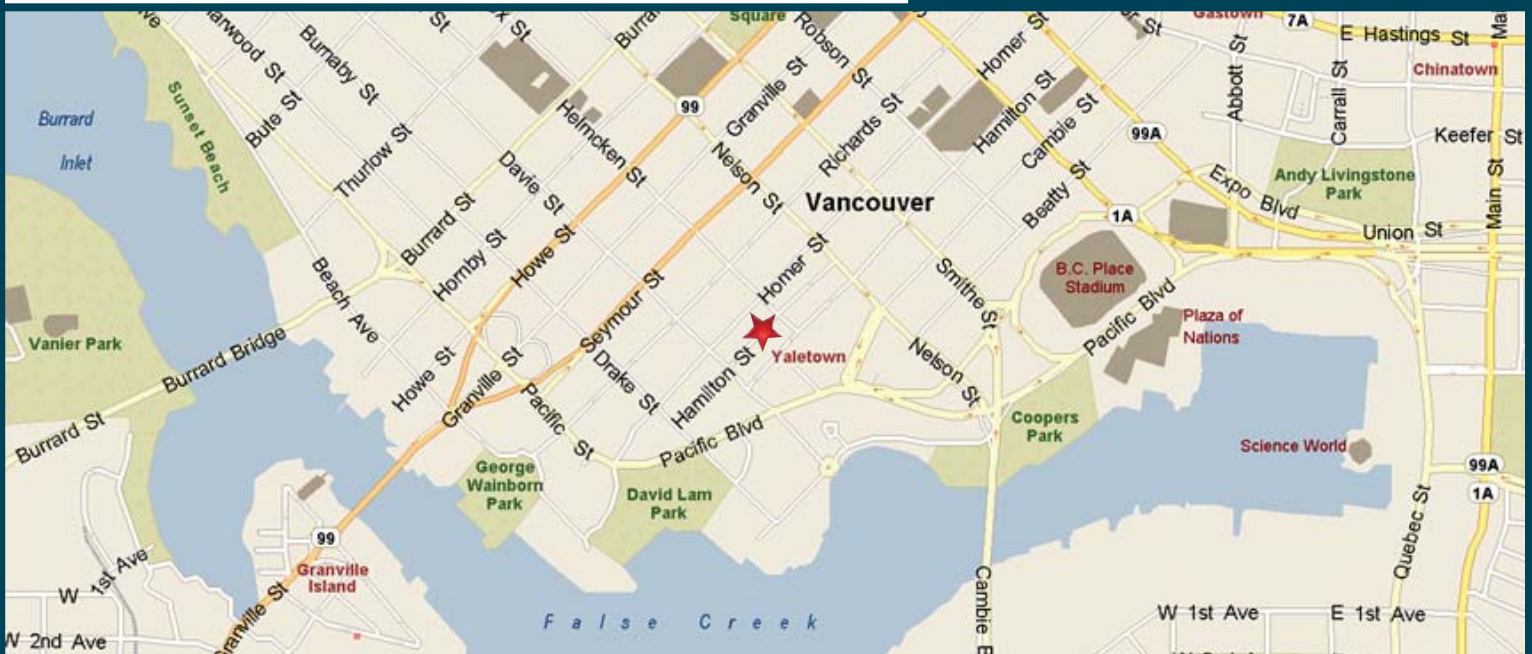 Square
Robson St
Homer St
Gastown
7A
E Hastings St
Chinatown
Burnaby St
Sunset Beach
Bute St
Burrard
Inlet
99
Granville St
Helmcken St
Richards St
Hamilton St
Cambie St
99A
Abbott St
Carrall St
Keefer St
Andy Livingstone
Park
Expo Blvd
Main St
Union St
Thurlow St
Davie St
Nelson St
Vancouver
Beatty St
1A
Burrard St
Hornby St
Howe St
Homer St
Smithe St
B.C. Place
Stadium
Pacific Blvd
Plaza of
Nations
Beach Ave
Seymour St
Vanier Park
Burrard Bridge
Howe St
Granville St
Drake St
Hamilton St
Yaletown
Nelson St
Pacific St
Pacific Blvd
Coopers
Park
Burrard St
Science World
99A
1A
George
Wainborn
Park
David Lam
Park
Quebec St
99
Granville
Island
W 1st Ave
False Creek
Cambie
W 1st Ave
E 1st Ave
W 2nd Ave